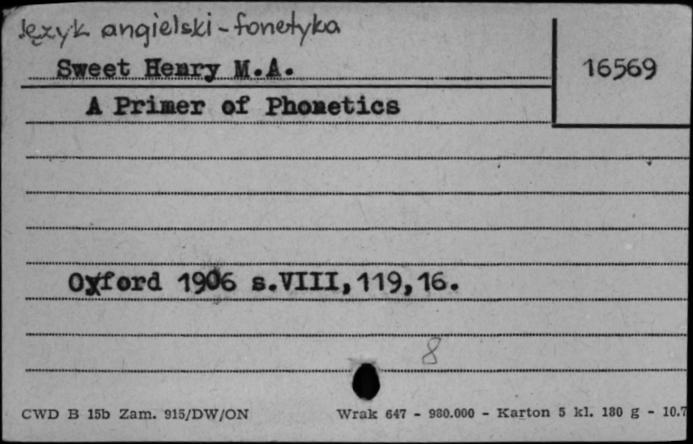 Język angielski - fonetyka
Sweet Henry M.A.
16569
A Primer of Phonetics
Oxford 1906 s.VIII,119,16.
8
CWD B 15b Zam. 915/DW/ON
Wrak 647 - 980.000 - Karton 5 kl. 180 g - 10.7